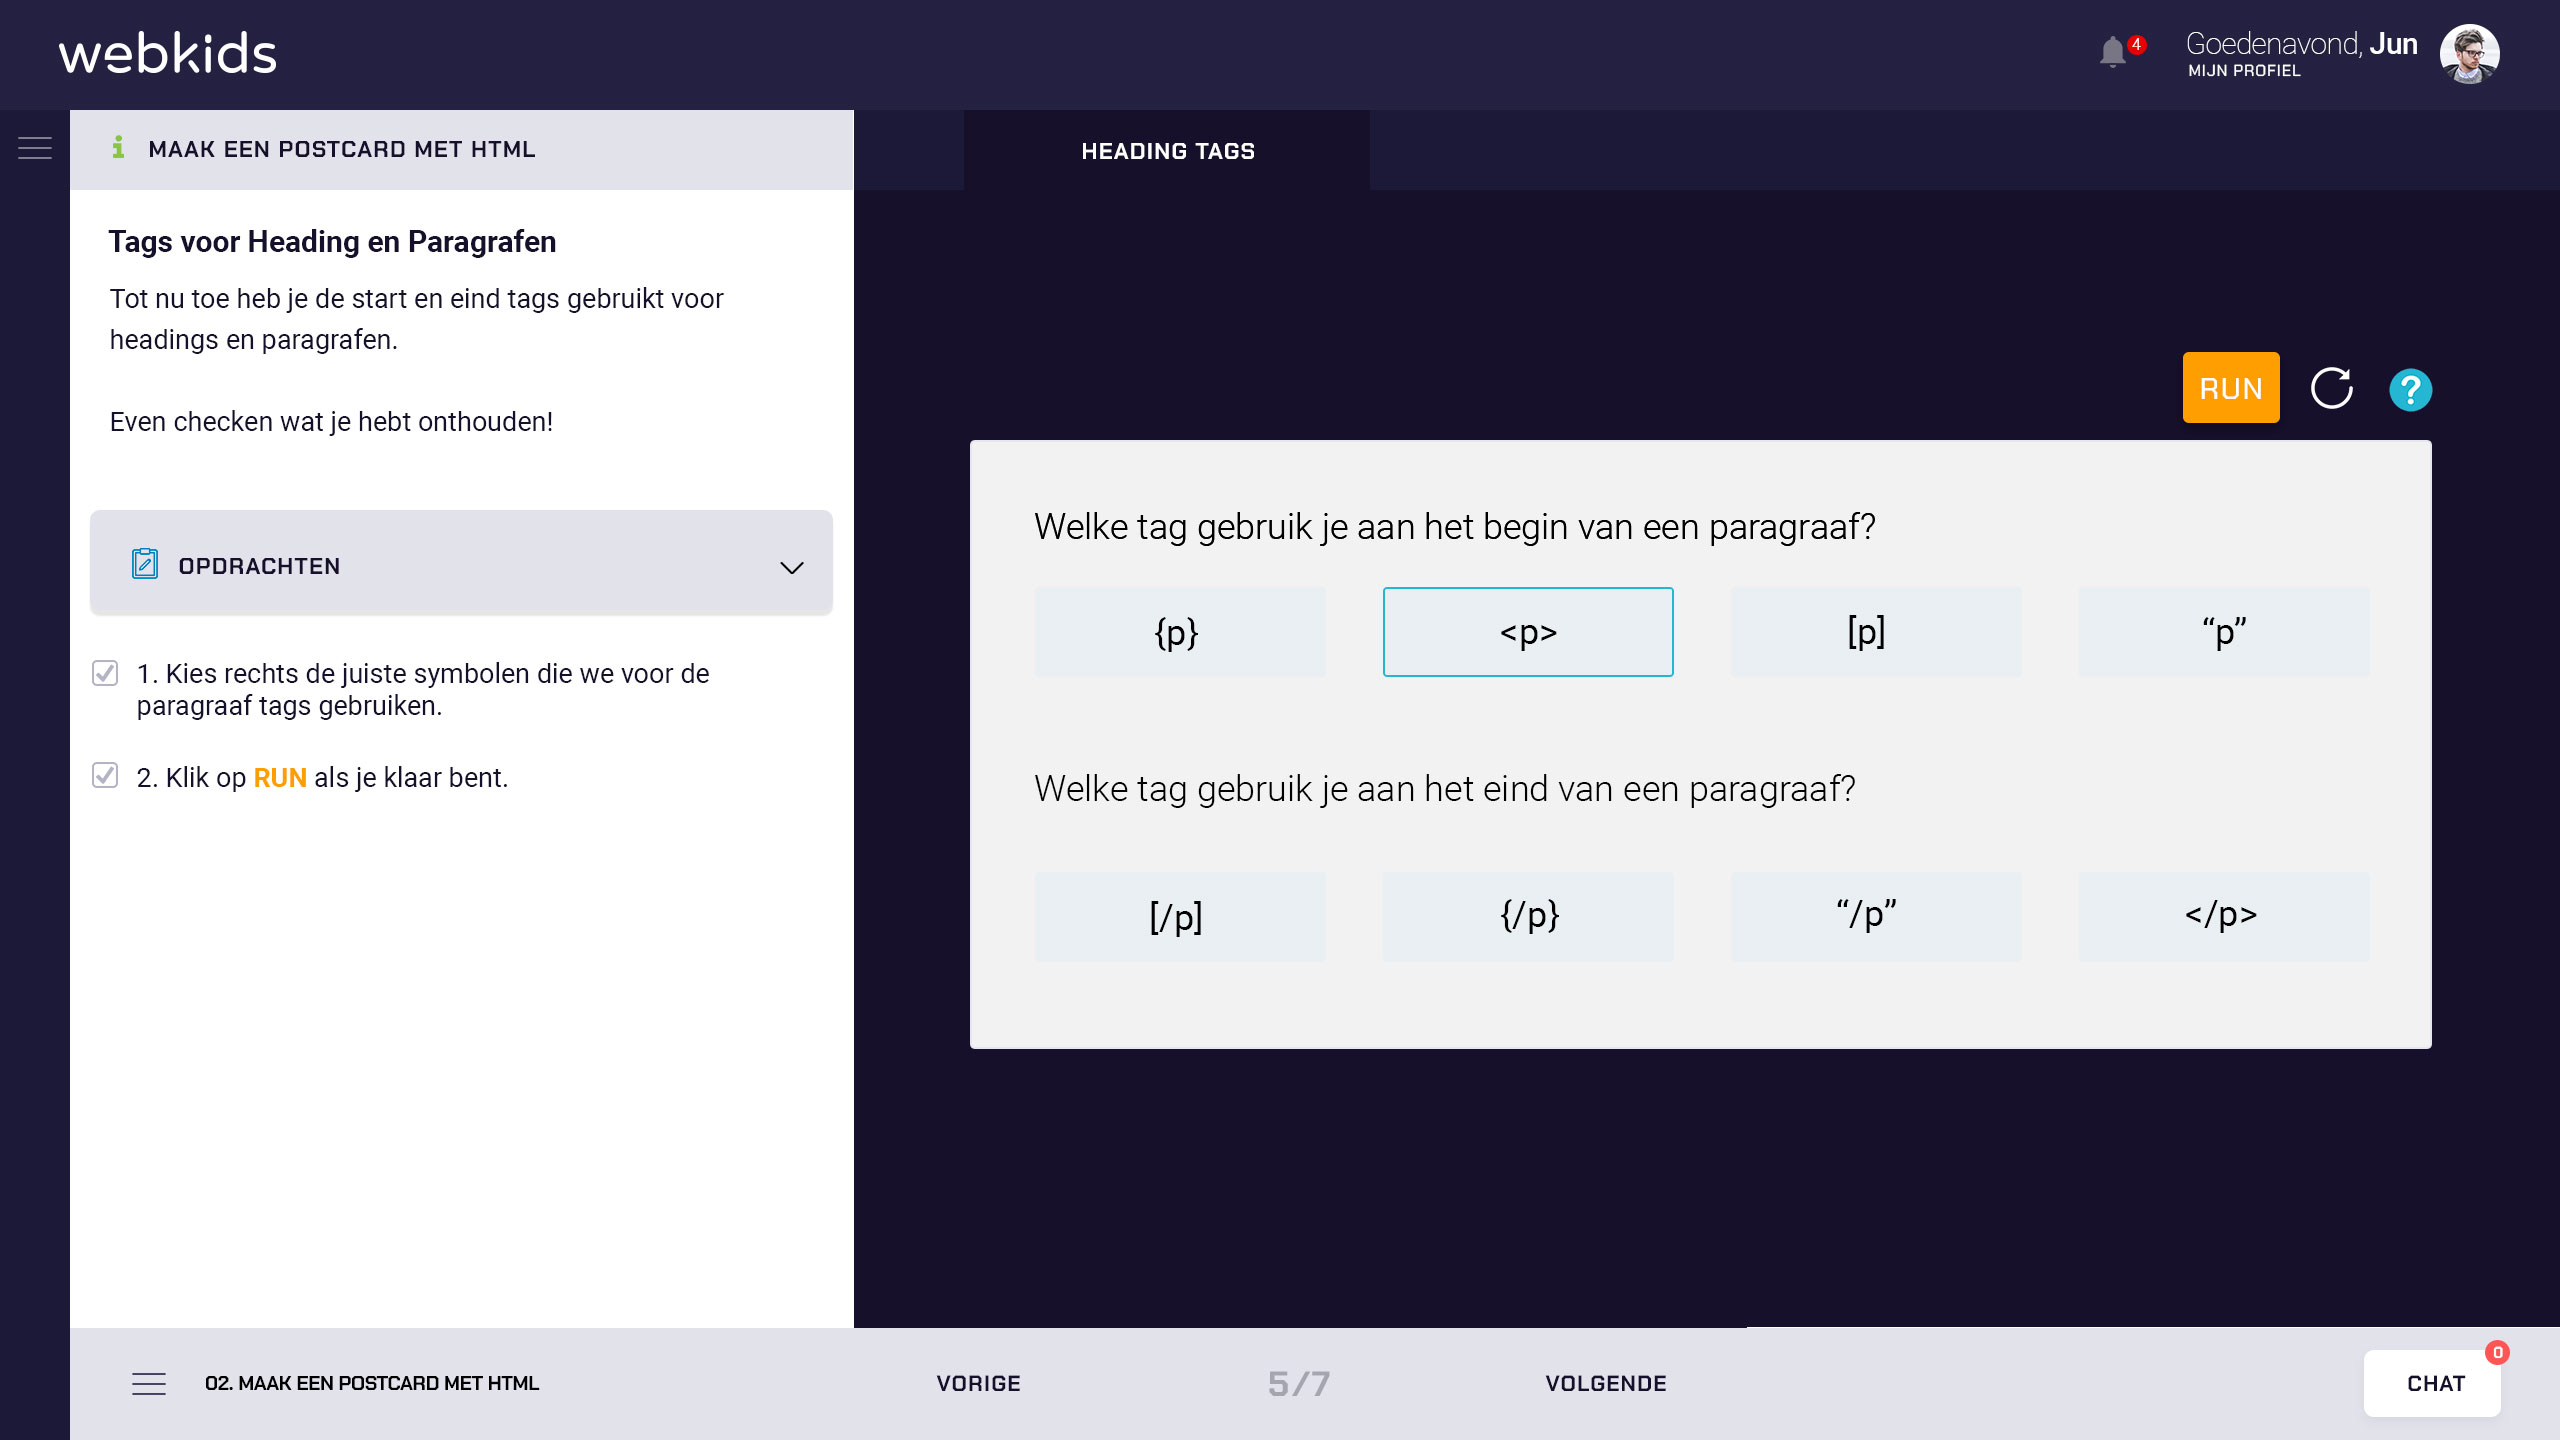 webkids
4
Goedenavond, Jun
MIJN PROFIEL
MAAK EEN POSTCARD MET HTML
HEADING TAGS
Tags voor Heading en Paragrafen
Tot nu toe heb je de start en eind tags gebruikt voor
headings en paragrafen.
Even checken wat je hebt onthouden!
OPDRACHTEN
1. Kies rechts de juiste symbolen die we voor de
paragraaf tags gebruiken.
2. Klik op RUN als je klaar bent.
RUN
?
Welke tag gebruik je aan het begin van een paragraaf?
{p} <p> [p] “p”
Welke tag gebruik je aan het eind van een paragraaf?
[/p] {/p} “/p” </p>
02. MAAK EEN POSTCARD MET HTML
VORIGE
5/7
VOLGENDE
CHAT
0